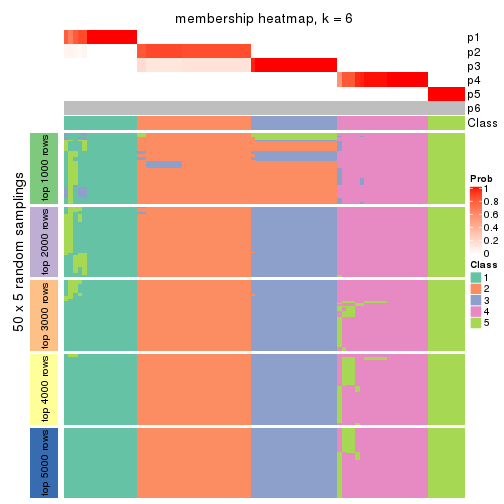 membership heatmap, k = 6
p1
p2
p3
p4
p5
p6
Class
50 x 5 random samplings
top 1000 rows
top 2000 rows
top 3000 rows
top 4000 rows
top 5000 rows
Prob
1
0.8
0.6
0.4
0.2
0
Class
1
2
3
4
5